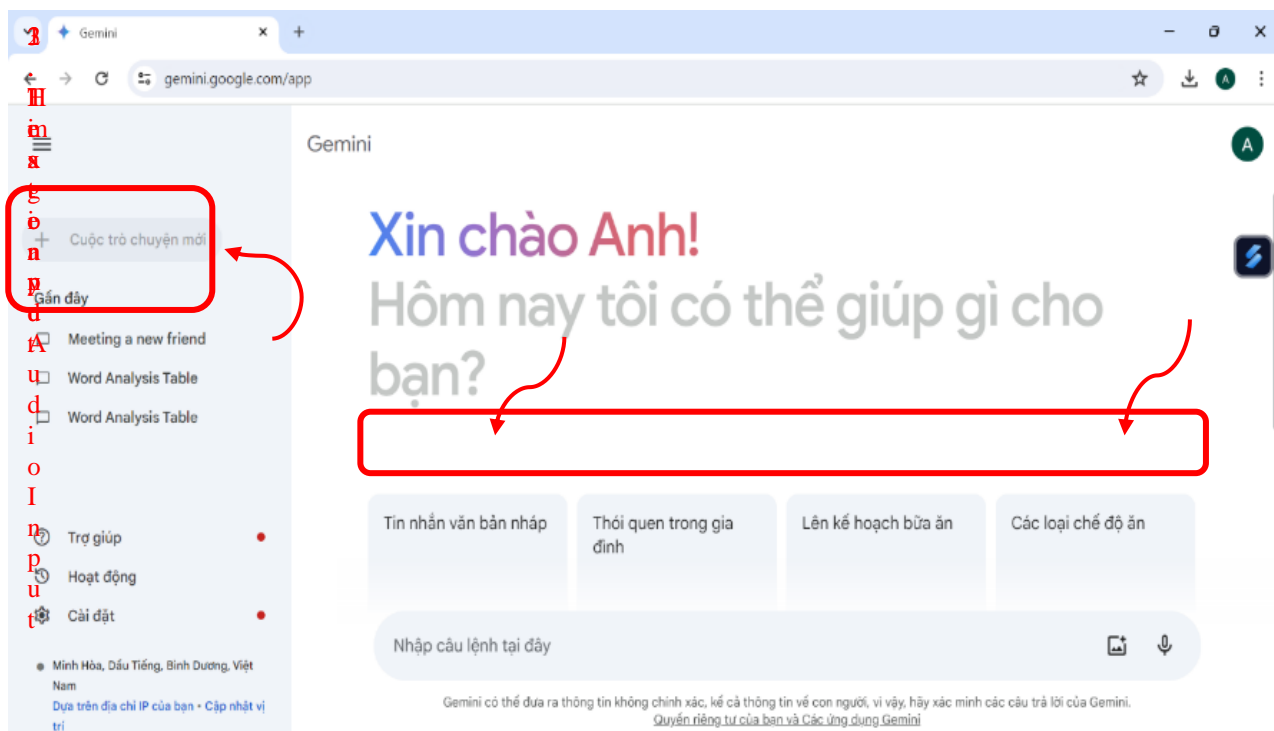 Gemini
gemini.google.com/app
A
Gemini
A
Cuộc trò chuyện mới
Gần đây
Meeting a new friend
Word Analysis Table
Word Analysis Table
Trợ giúp
Hoạt động
Cài đặt
Minh Hòa, Dầu Tiếng, Bình Dương, Việt
Nam
Dựa trên địa chỉ IP của bạn • Cập nhật vị
trí
Xin chào Anh!
Hôm nay tôi có thể giúp gì cho
bạn?
Tin nhắn văn bản nháp
Thói quen trong gia
đình
Lên kế hoạch bữa ăn
Các loại chế độ ăn
Nhập câu lệnh tại đây
Gemini có thể đưa ra thông tin không chính xác, kể cả thông tin về con người, vì vậy, hãy xác minh các câu trả lời của Gemini.
Quyền riêng tư của bạn và Các ứng dụng Gemini